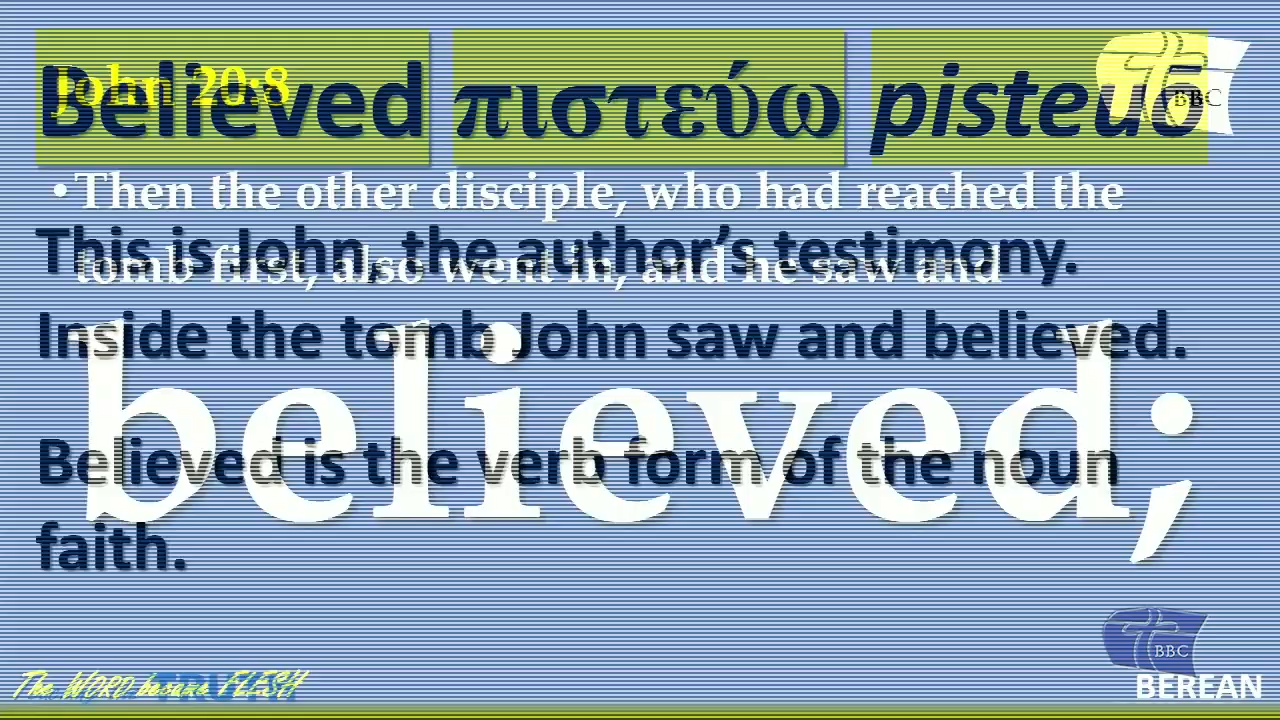 John 20:8
Believed πιστεύω pisteuō
•Then the other disciple, who had reached the
tomb first, also went in, and he saw and
believed;
This is John, the author’s testimony.
Inside the tomb John saw and believed.
Believed is the verb form of the noun
faith.
BBC
BBC
The WORD became FLESH
BEREAN